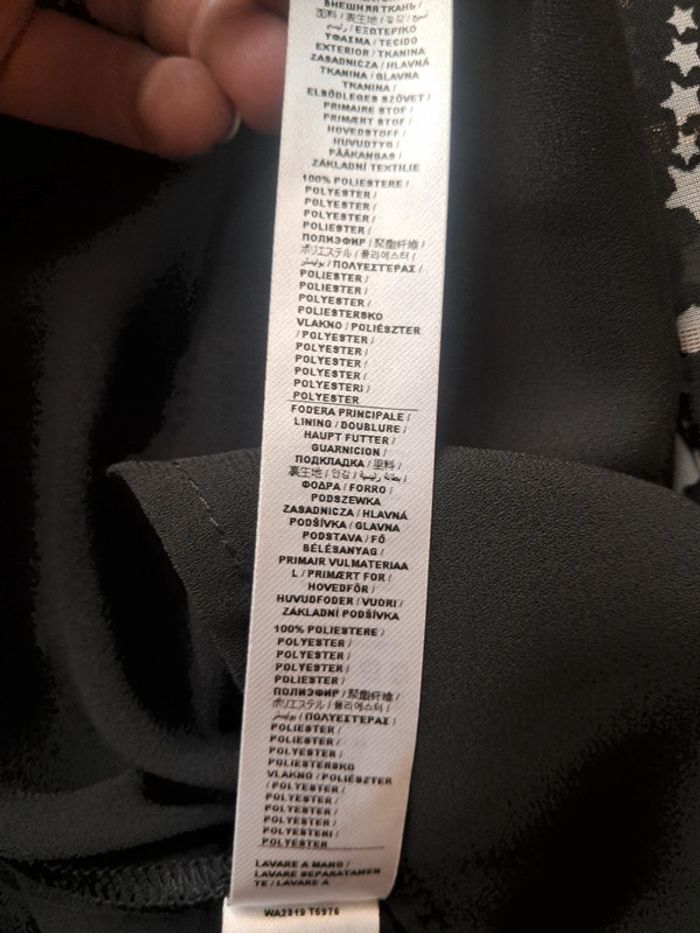 ВНЕШНЯЯ ТКАНЬ /
面料 / 表生地 / 겉감 /
/ ΕΞΩΤΕΡΙΚΟ
ΥΦΑΣΜΑ / TECIDO
EXTERIOR / TKANINA
ZASADNICZA / HLAVNÁ
TKANINA / GLAVNA
TKANINA /
ELSŐDLEGES SZÖVET /
PRIMAIRE STOF /
PRIMÆRT STOF /
HOVEDSTOFF /
HUVUDTYG /
PÄÄKANGAS /
ZÁKLADNÍ TEXTILIE
100% POLIESTERE /
POLYESTER /
POLYESTER /
POLYESTER /
POLIESTER /
ПОЛИЭФИР / 聚酯纤维 /
ポリエステル / 폴리에스터 /
بوليستر / ΠΟΛΥΕΣΤΕΡΑΣ /
POLIESTER /
POLIESTER /
POLYESTER /
POLIESTERSKO
VLAKNO / POLIÉSZTER
/ POLYESTER /
POLYESTER /
POLYESTER /
POLYESTER /
POLYESTERI /
POLYESTER
FODERA PRINCIPALE /
LINING / DOUBLURE /
HAUPT FUTTER /
GUARNICION /
ПОДКЛАДКА / 里料 /
裏生地 / 안감 / بطانة رئيسية /
ΦΟΔΡΑ / FORRO /
PODSZEWKA
ZASADNICZA / HLAVNÁ
PODŠÍVKA / GLAVNA
PODSTAVA / FŐ
BÉLÉSANYAG /
PRIMAIR VULMATERIAA
L / PRIMÆRT FOR /
HOVEDFÔR /
HUVUDFODER / VUORI /
ZÁKLADNÍ PODŠÍVKA
100% POLIESTERE /
POLYESTER /
POLYESTER /
POLYESTER /
POLIESTER /
ПОЛИЭФИР / 聚酯纤维 /
ポリエステル / 폴리에스터 /
بوليستر / ΠΟΛΥΕΣΤΕΡΑΣ /
POLIESTER /
POLIESTER /
POLYESTER /
POLIESTERSKO
VLAKNO / POLIÉSZTER
/ POLYESTER /
POLYESTER /
POLYESTER /
POLYESTER /
POLYESTERI /
POLYESTER
LAVARE A MANO /
LAVARE SEPARATAMEN
TE / LAVARE A
WA2319 T5976